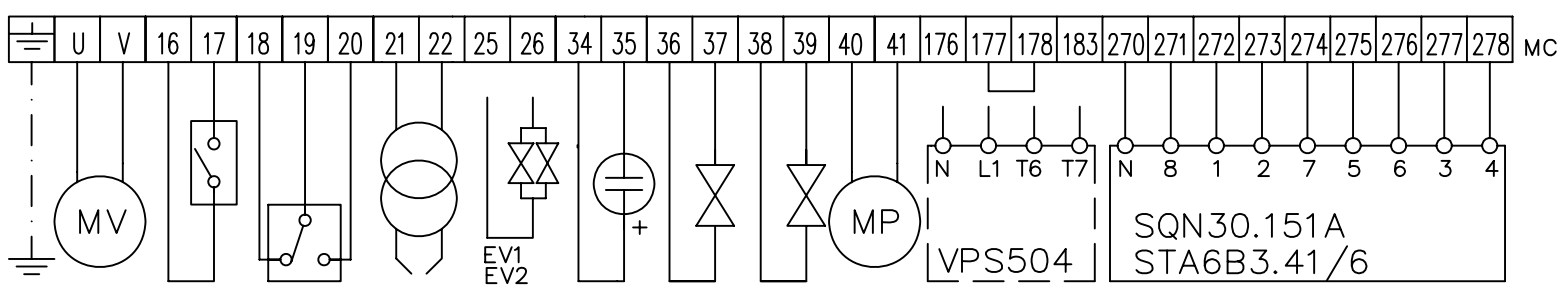 U V 16 17 18 19 20 21 22 25 26 34 35 36 37 38 39 40 41 176 177 178 183 270 271 272 273 274 275 276 277 278 MC
N L1 T6 T7 N 8 1 2 7 5 6 3 4
MV
+
MP
EV1
EV2
VPS504
SQN30.151A
STA6B3.41/6